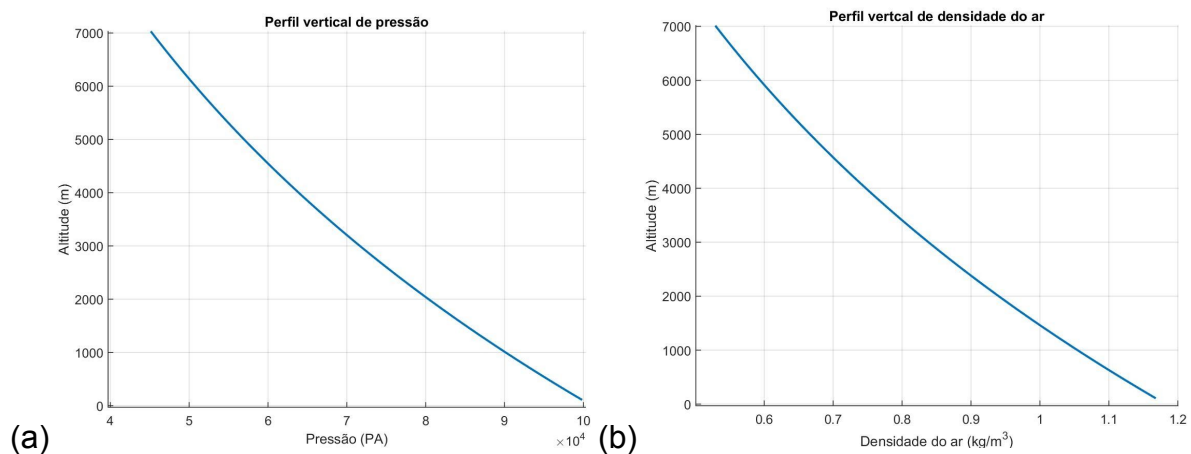 Perfil vertical de pressão
7000
6000
5000
4000
3000
2000
1000
0
Altitude (m)
4 5 6 7 8 9 10
Pressão (PA)
×10⁴
(a)
Perfil vertcal de densidade do ar
7000
6000
5000
4000
3000
2000
1000
0
Altitude (m)
0.6 0.7 0.8 0.9 1 1.1 1.2
Densidade do ar (kg/m³)
(b)